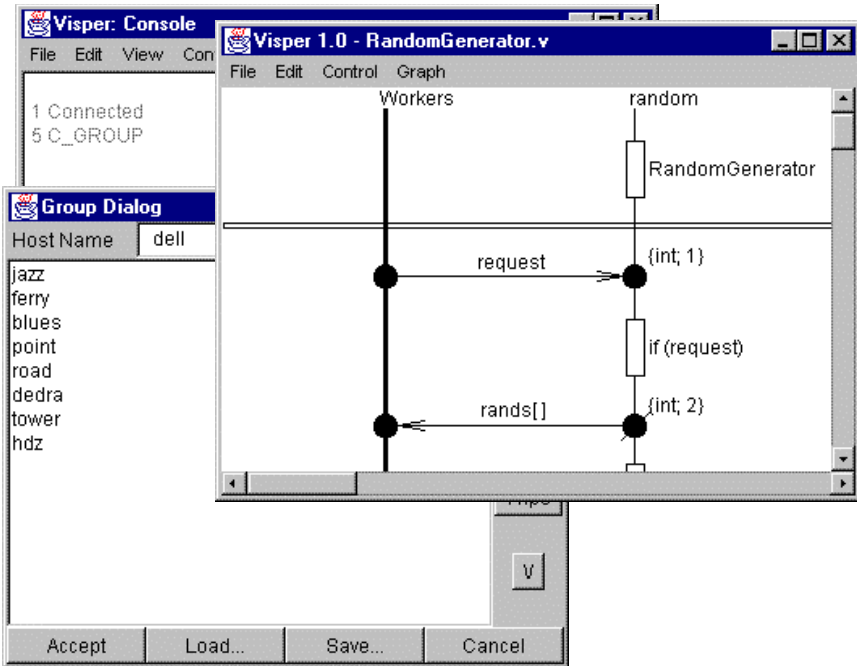 Visper: Console
File Edit View Con
1 Connected
5 C_GROUP
Visper 1.0 - RandomGenerator.v
File Edit Control Graph
Workers random
RandomGenerator
request {int; 1}
if (request)
rands[] {int; 2}
Group Dialog
Host Name dell
jazz
ferry
blues
point
road
dedra
tower
hdz
V
Accept Load... Save... Cancel